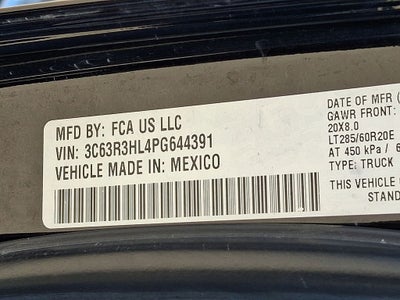 MFD BY: FCA US LLC
VIN: 3C63R3HL4PG644391
VEHICLE MADE IN: MEXICO
DATE OF MFR
GAWR FRONT:
20X8.0
LT285/60R20E
AT 450 kPa /
TYPE: TRUCK
THIS VEHICLE
STAND